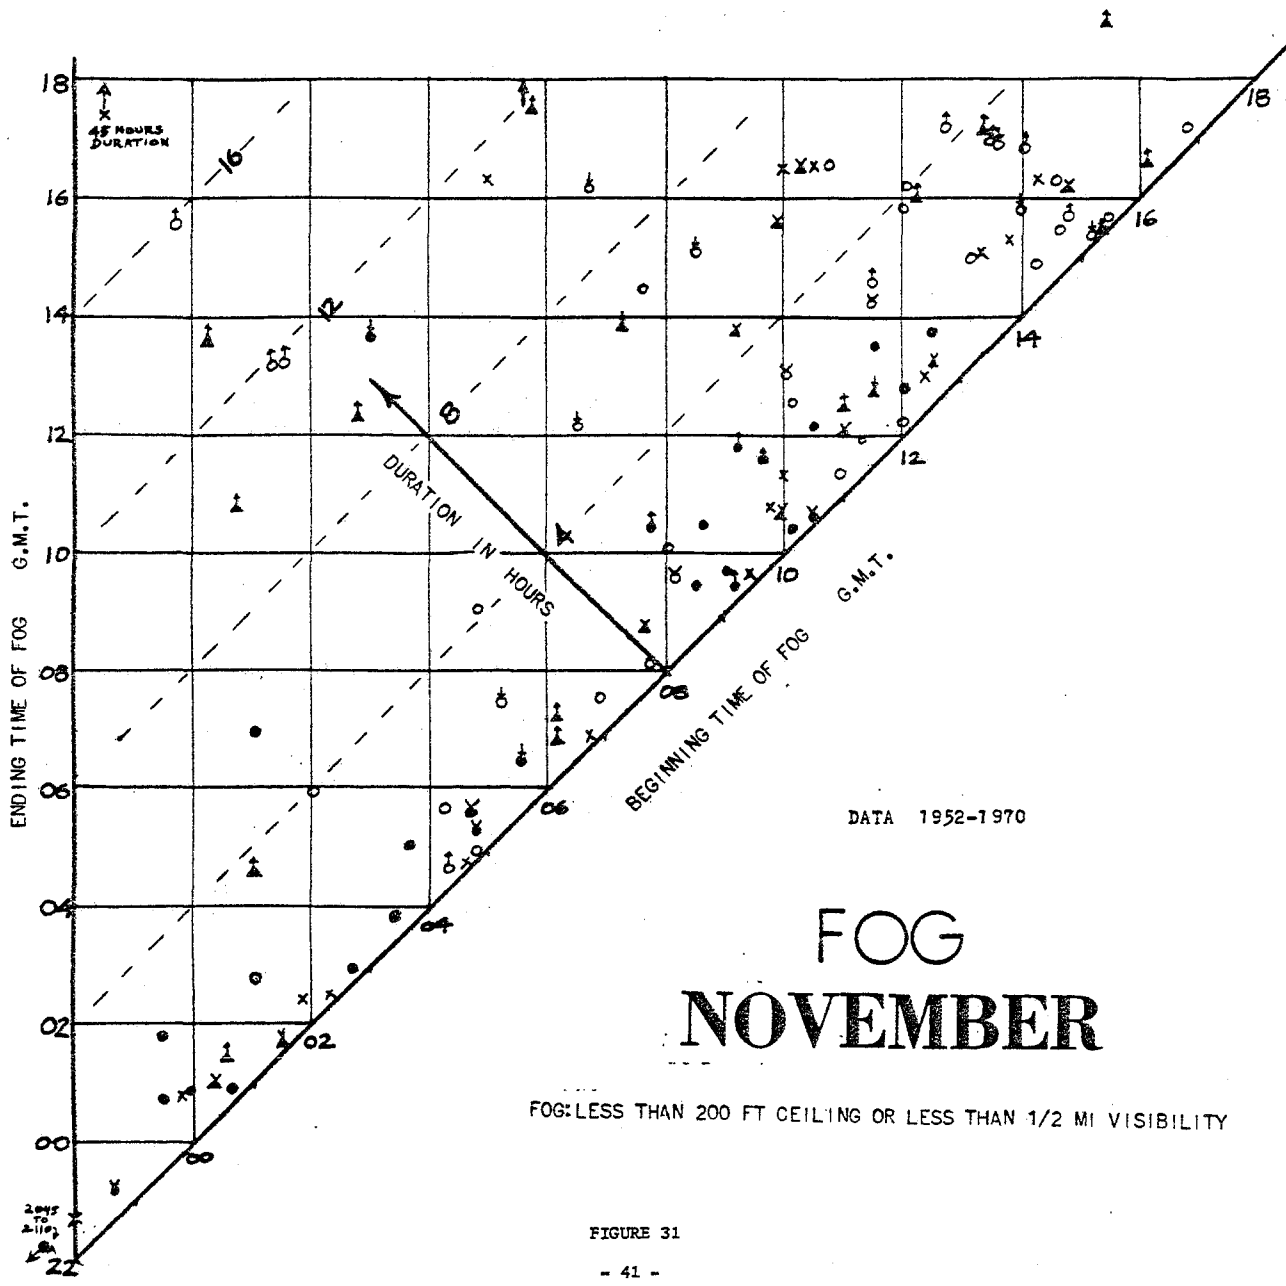 18
45 HOURS
DURATION
16
16
14
12
12
8
10
08
06
04
02
00
22
18
16
14
12
10
08
06
04
02
00
ENDING TIME OF FOG G.M.T.
DURATION IN HOURS
BEGINNING TIME OF FOG G.M.T.
2045
TO
DATA 1952-1970
FOG
NOVEMBER
FOG: LESS THAN 200 FT CEILING OR LESS THAN 1/2 MI VISIBILITY
FIGURE 31
- 41 -